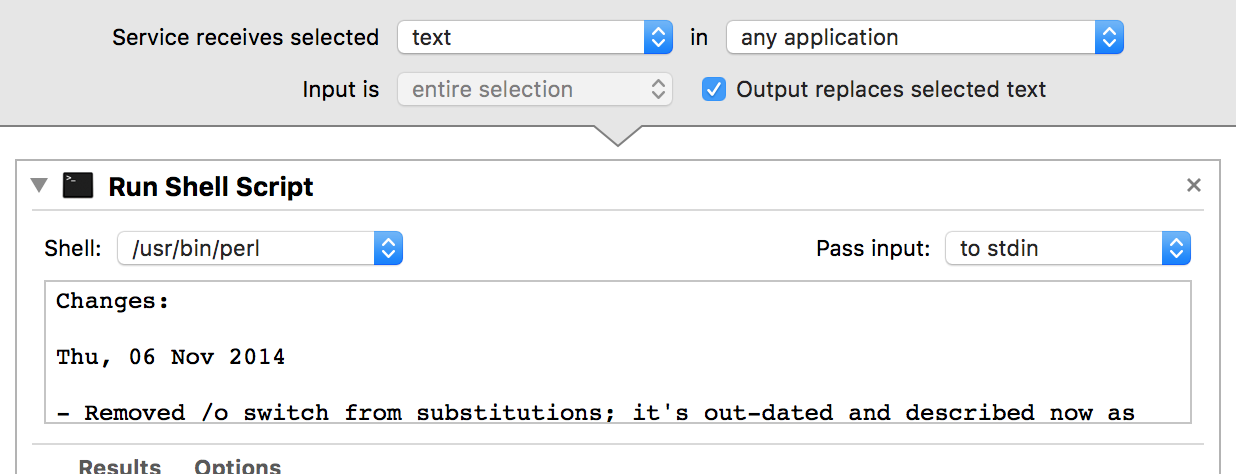 Service receives selected text in any application
Input is entire selection Output replaces selected text
>_
Run Shell Script
Shell: /usr/bin/perl Pass input: to stdin
Changes:
Thu, 06 Nov 2014
- Removed /o switch from substitutions; it's out-dated and described now as
Results Options